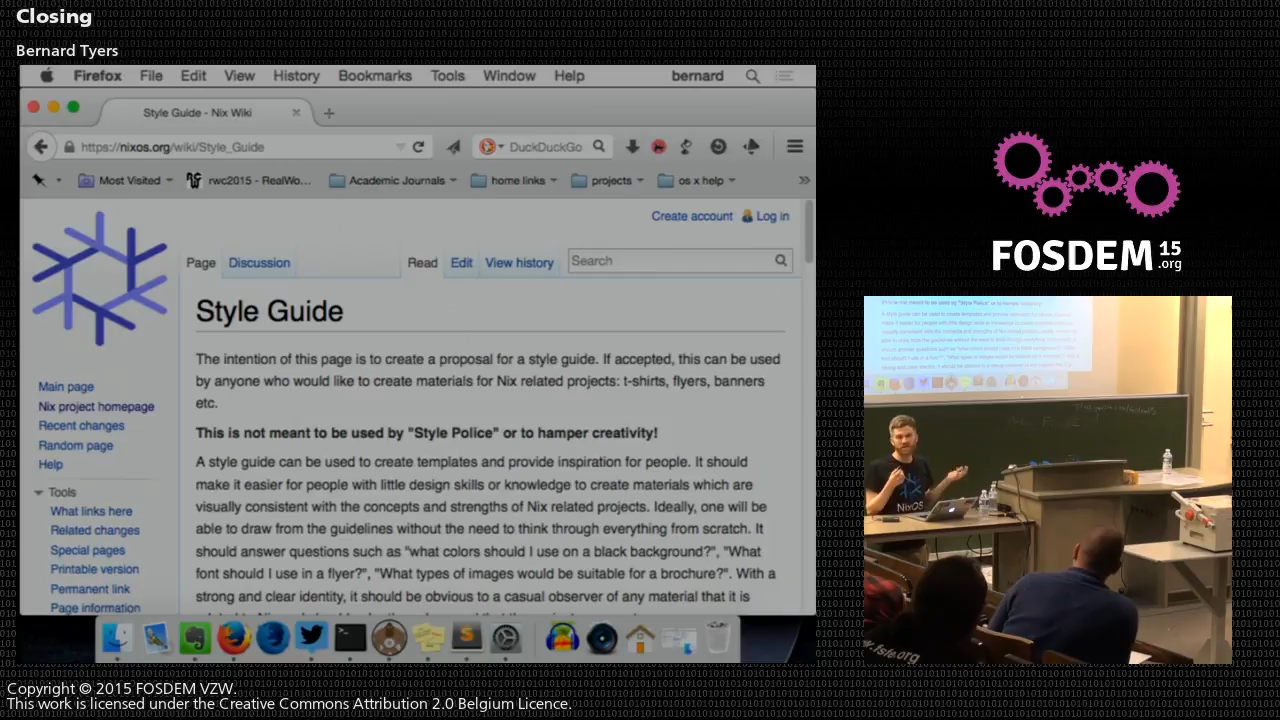 Closing
Bernard Tyers
Firefox File Edit View History Bookmarks Tools Window Help bernard
Style Guide - Nix Wiki
https://nixos.org/wiki/Style_Guide
DuckDuckGo
Most Visited
rwc2015 - RealWo...
Academic Journals
home links
projects
os x help
Create account Log in
Page Discussion Read Edit View history Search
Style Guide
The intention of this page is to create a proposal for a style guide. If accepted, this can be used
by anyone who would like to create materials for Nix related projects: t-shirts, flyers, banners
etc.
This is not meant to be used by "Style Police" or to hamper creativity!
A style guide can be used to create templates and provide inspiration for people. It should
make it easier for people with little design skills or knowledge to create materials which are
visually consistent with the concepts and strengths of Nix related projects. Ideally, one will be
able to draw from the guidelines without the need to think through everything from scratch. It
should answer questions such as "what colors should I use on a black background?", "What
font should I use in a flyer?", "What types of images would be suitable for a brochure?". With a
strong and clear identity, it should be obvious to a casual observer of any material that it is
Main page
Nix project homepage
Recent changes
Random page
Help
Tools
What links here
Related changes
Special pages
Printable version
Permanent link
Page information
FOSDEM 15
.org
NixOS
.fsfe.org
Copyright © 2015 FOSDEM VZW.
This work is licensed under the Creative Commons Attribution 2.0 Belgium Licence.